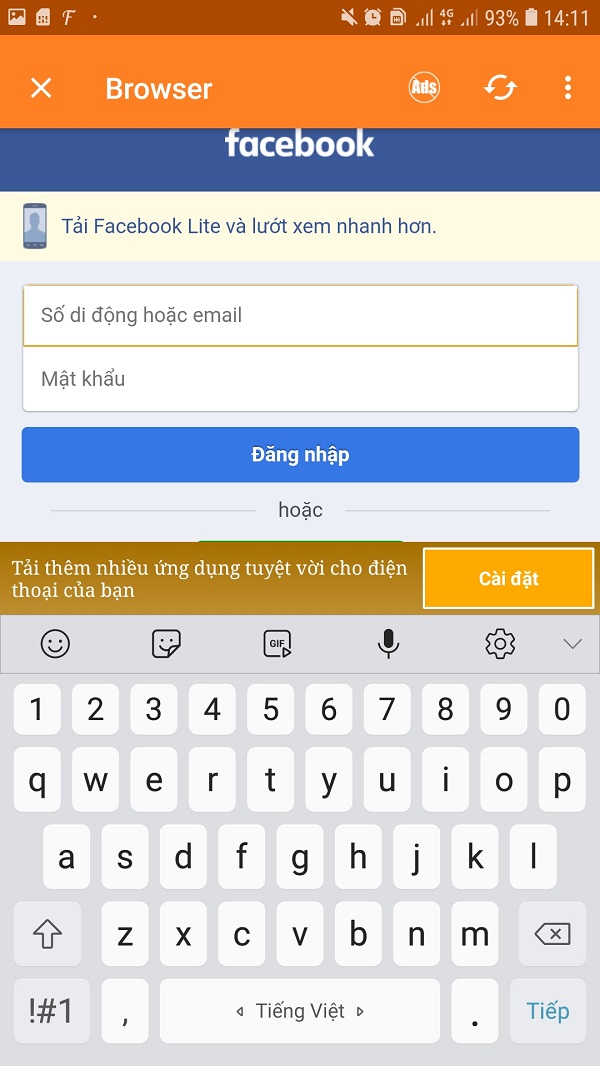 4G 93% 14:11
Browser
Ads
facebook
Tải Facebook Lite và lướt xem nhanh hơn.
Số di động hoặc email
Mật khẩu
Đăng nhập
hoặc
Tải thêm nhiều ứng dụng tuyệt vời cho điện
thoại của bạn
Cài đặt
GIF
1 2 3 4 5 6 7 8 9 0
q w e r t y u i o p
a s d f g h j k l
z x c v b n m
!#1 , Tiếng Việt . Tiếp